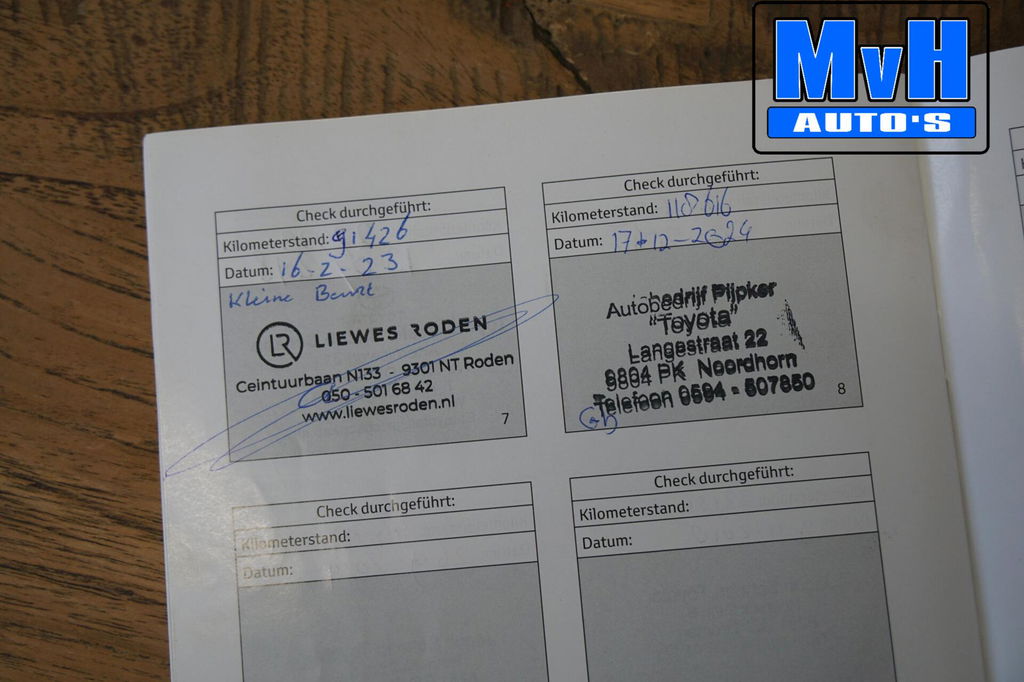 MvH
AUTO'S
Check durchgeführt:
Kilometerstand: 91426
Datum: 16-2-23
Kleine Beurt
LR LIEWES RODEN
Ceintuurbaan N133 - 9301 NT Roden
050 - 501 68 42
www.liewesroden.nl
7
Check durchgeführt:
Kilometerstand: 118616
Datum: 17-12-2024
Autobedrijf Pijpker
"Toyota"
Langestraat 22
9804 PK Noordhorn
Telefoon 0594 - 507850
8
Check durchgeführt:
Kilometerstand:
Datum:
Check durchgeführt:
Kilometerstand:
Datum: